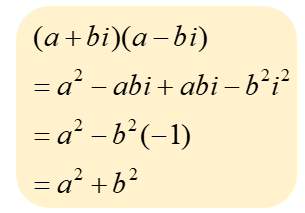 (a + bi)(a − bi)
= a² − abi + abi − b²i²
= a² − b²(−1)
= a² + b²